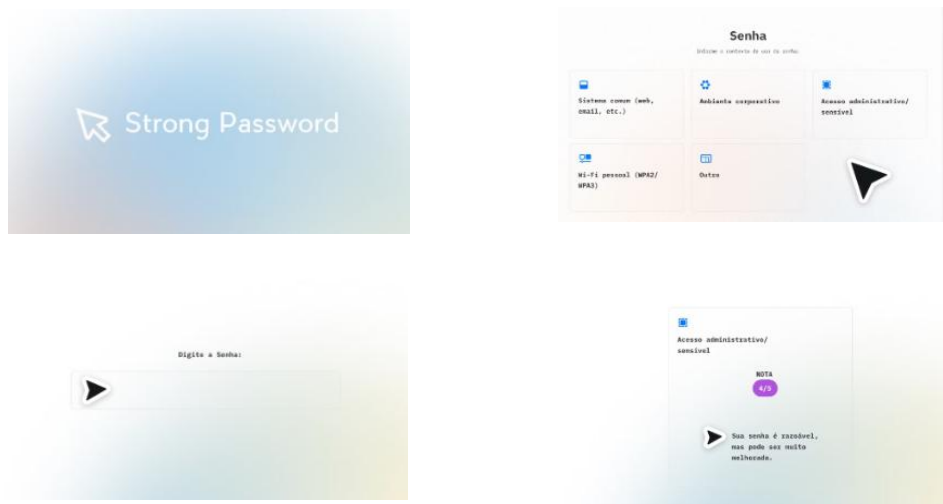 Strong Password
Senha
Sistema comum (web,
email, etc.)
Ambiente corporativo
Acesso administrativo/
sensível
Wi-Fi pessoal (WPA2/
WPA3)
Outro
Digite a Senha:
Acesso administrativo/
sensível
NOTA
4/5
Sua senha é razoável,
mas pode ser muito
melhorada.